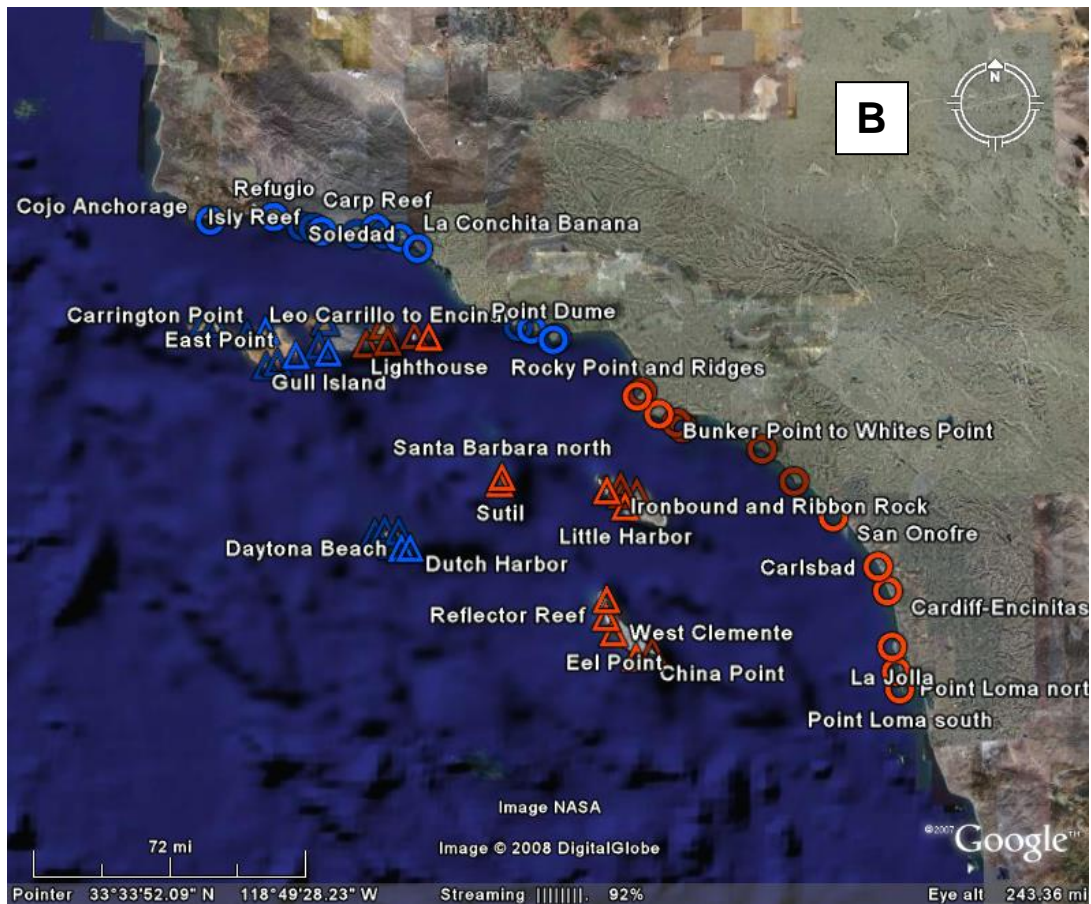 B
N
Refugio
Carp Reef
Cojo Anchorage
Isly Reef
La Conchita Banana
Soledad
Carrington Point
Leo Carrillo to Encinal
Point Dume
East Point
Lighthouse
Rocky Point and Ridges
Gull Island
Bunker Point to Whites Point
Santa Barbara north
Ironbound and Ribbon Rock
Sutil
Little Harbor
San Onofre
Daytona Beach
Dutch Harbor
Carlsbad
Cardiff-Encinitas
Reflector Reef
West Clemente
Eel Point
China Point
La Jolla
Point Loma north
Point Loma south
Image NASA
©2007 Google™
72 mi
Image © 2008 DigitalGlobe
Pointer 33°33'52.09" N 118°49'28.23" W Streaming ||||||||. 92% Eye alt 243.36 mi